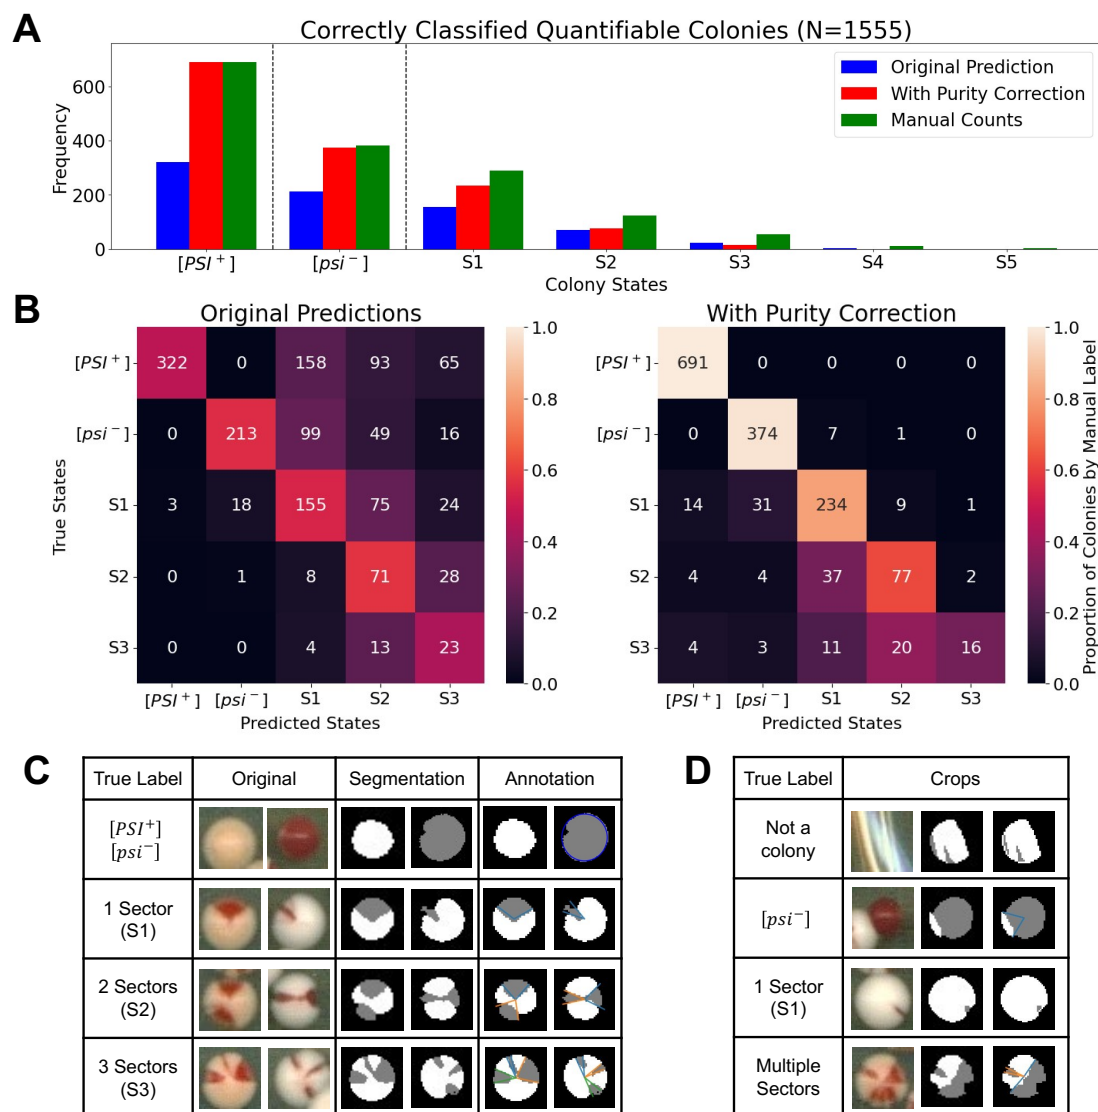 A
Correctly Classified Quantifiable Colonies (N=1555)
Frequency
600
400
200
0
Original Prediction
With Purity Correction
Manual Counts
[PSI⁺] [psi⁻] S1 S2 S3 S4 S5
Colony States
B
Original Predictions
True States
[PSI⁺] 322 0 158 93 65
[psi⁻] 0 213 99 49 16
S1 3 18 155 75 24
S2 0 1 8 71 28
S3 0 0 4 13 23
[PSI⁺] [psi⁻] S1 S2 S3
Predicted States
1.0
0.8
0.6
0.4
0.2
0.0
With Purity Correction
[PSI⁺] 691 0 0 0 0
[psi⁻] 0 374 7 1 0
S1 14 31 234 9 1
S2 4 4 37 77 2
S3 4 3 11 20 16
[PSI⁺] [psi⁻] S1 S2 S3
Predicted States
1.0
0.8
0.6
0.4
0.2
0.0
Proportion of Colonies by Manual Label
C
True Label Original Segmentation Annotation
[PSI⁺]
[psi⁻]
1 Sector
(S1)
2 Sectors
(S2)
3 Sectors
(S3)
D
True Label Crops
Not a
colony
[psi⁻]
1 Sector
(S1)
Multiple
Sectors